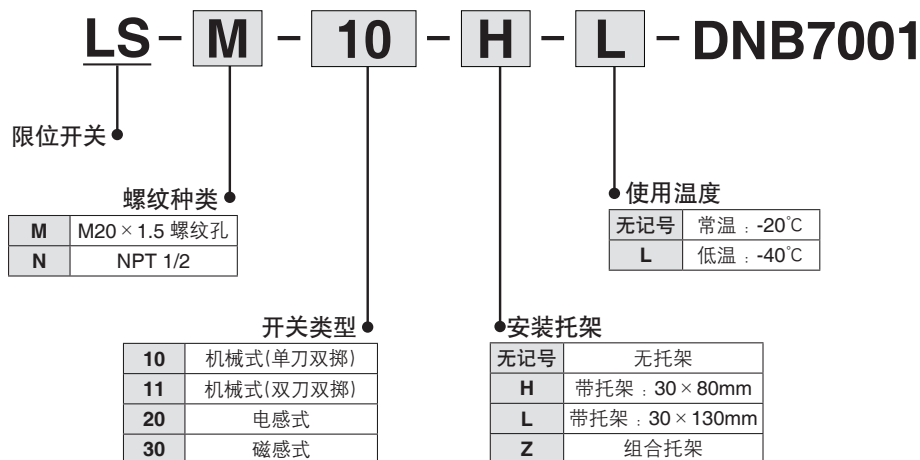 LS - M - 10 - H - L - DNB7001
限位开关
螺纹种类
M M20×1.5 螺纹孔
N NPT 1/2
使用温度
无记号 常温：-20℃
L 低温：-40℃
开关类型
10 机械式(单刀双掷)
11 机械式(双刀双掷)
20 电感式
30 磁感式
安装托架
无记号 无托架
H 带托架：30×80mm
L 带托架：30×130mm
Z 组合托架